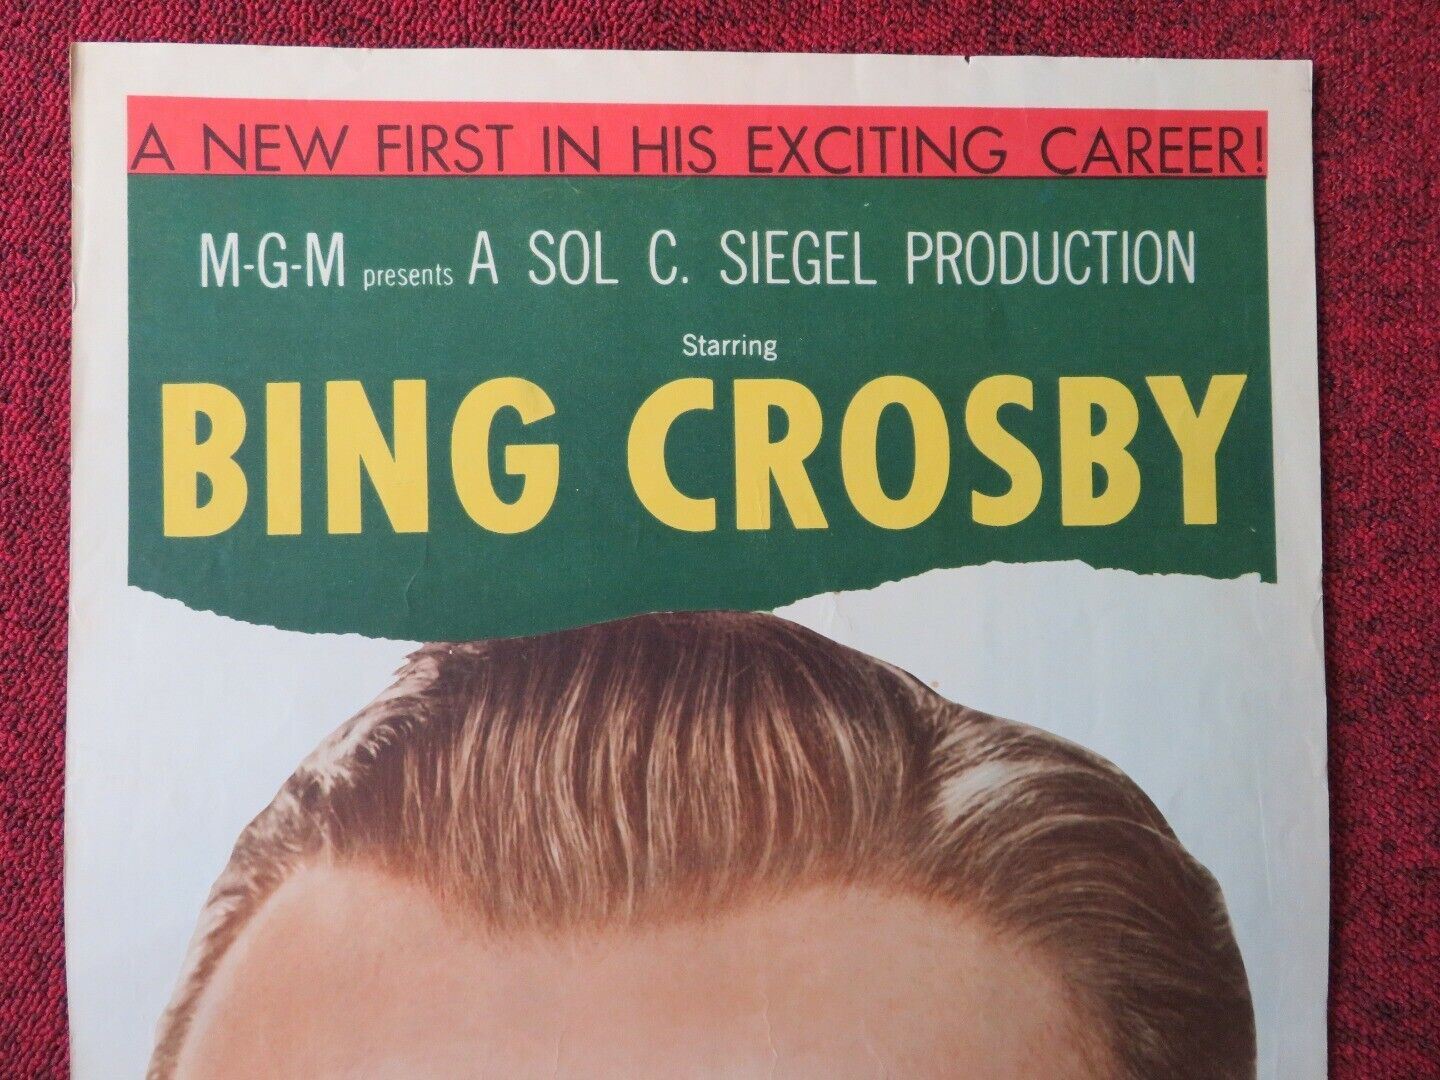 A NEW FIRST IN HIS EXCITING CAREER!
M-G-M presents A SOL C. SIEGEL PRODUCTION
Starring
BING CROSBY